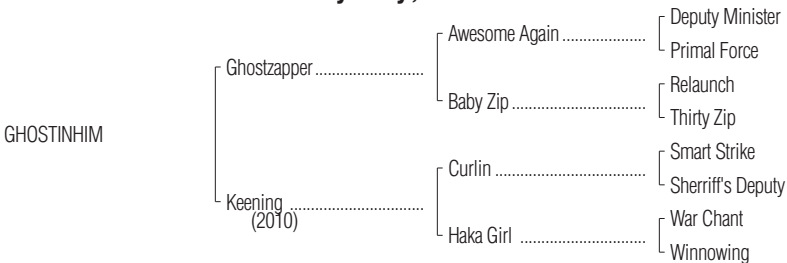 Deputy Minister
Awesome Again ....................
Primal Force
Ghostzapper ..........................
Relaunch
Baby Zip ................................
Thirty Zip
GHOSTINHIM
Smart Strike
Curlin ....................................
Sherriff's Deputy
Keening ................................
(2010)
War Chant
Haka Girl ..............................
Winnowing